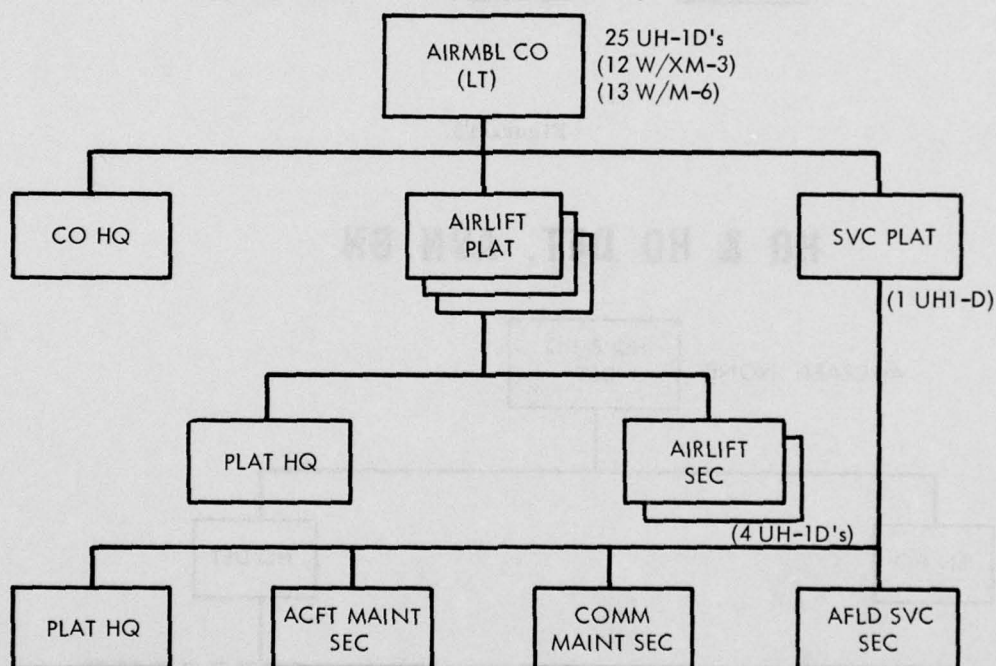 AIRMBL CO
(LT)
25 UH-1D's
(12 W/XM-3)
(13 W/M-6)
CO HQ
AIRLIFT
PLAT
SVC PLAT
(1 UH1-D)
PLAT HQ
AIRLIFT
SEC
(4 UH-1D's)
PLAT HQ
ACFT MAINT
SEC
COMM
MAINT SEC
AFLD SVC
SEC